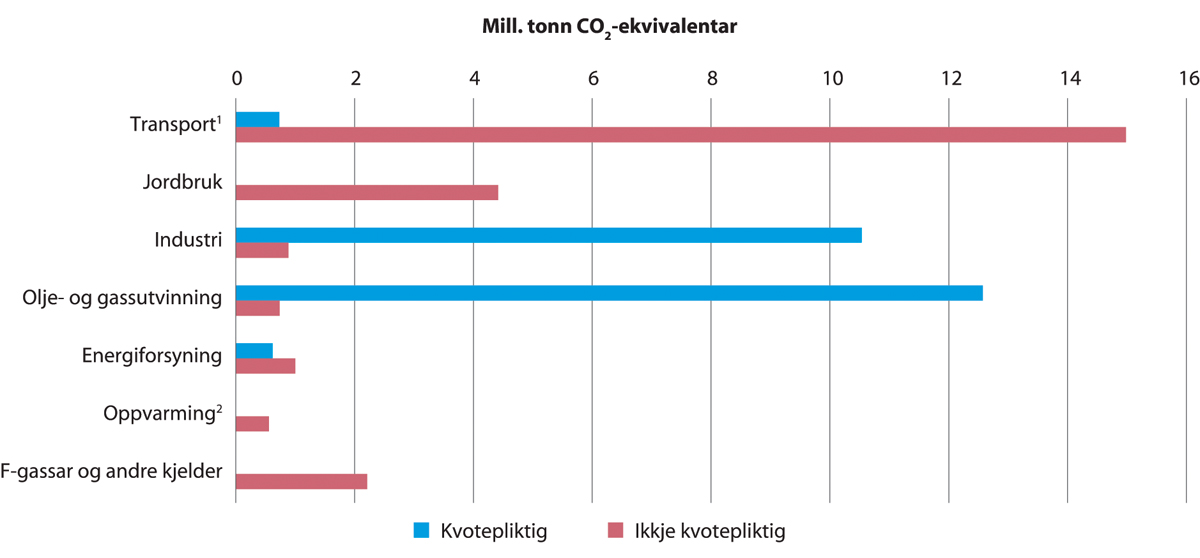 Mill. tonn CO₂-ekvivalentar
0 2 4 6 8 10 12 14 16
Transport¹
Jordbruk
Industri
Olje- og gassutvinning
Energiforsyning
Oppvarming²
F-gassar og andre kjelder
Kvotepliktig Ikkje kvotepliktig